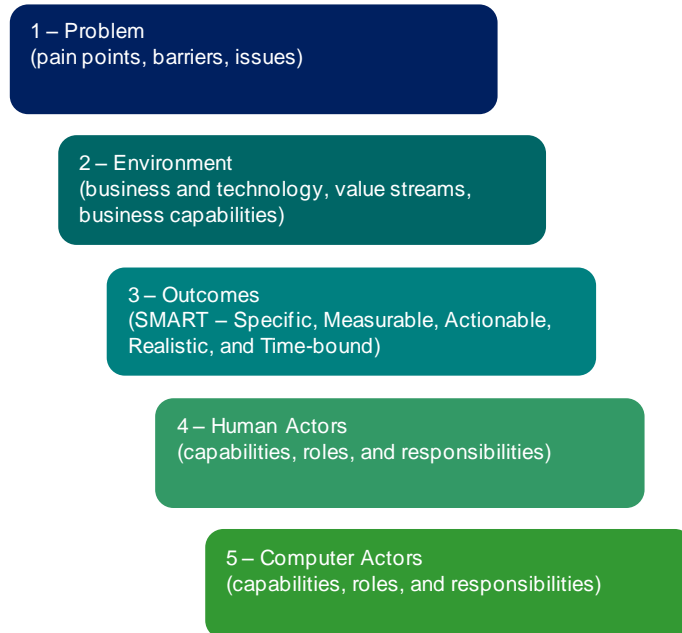 1 – Problem
(pain points, barriers, issues)
2 – Environment
(business and technology, value streams,
business capabilities)
3 – Outcomes
(SMART – Specific, Measurable, Actionable,
Realistic, and Time-bound)
4 – Human Actors
(capabilities, roles, and responsibilities)
5 – Computer Actors
(capabilities, roles, and responsibilities)